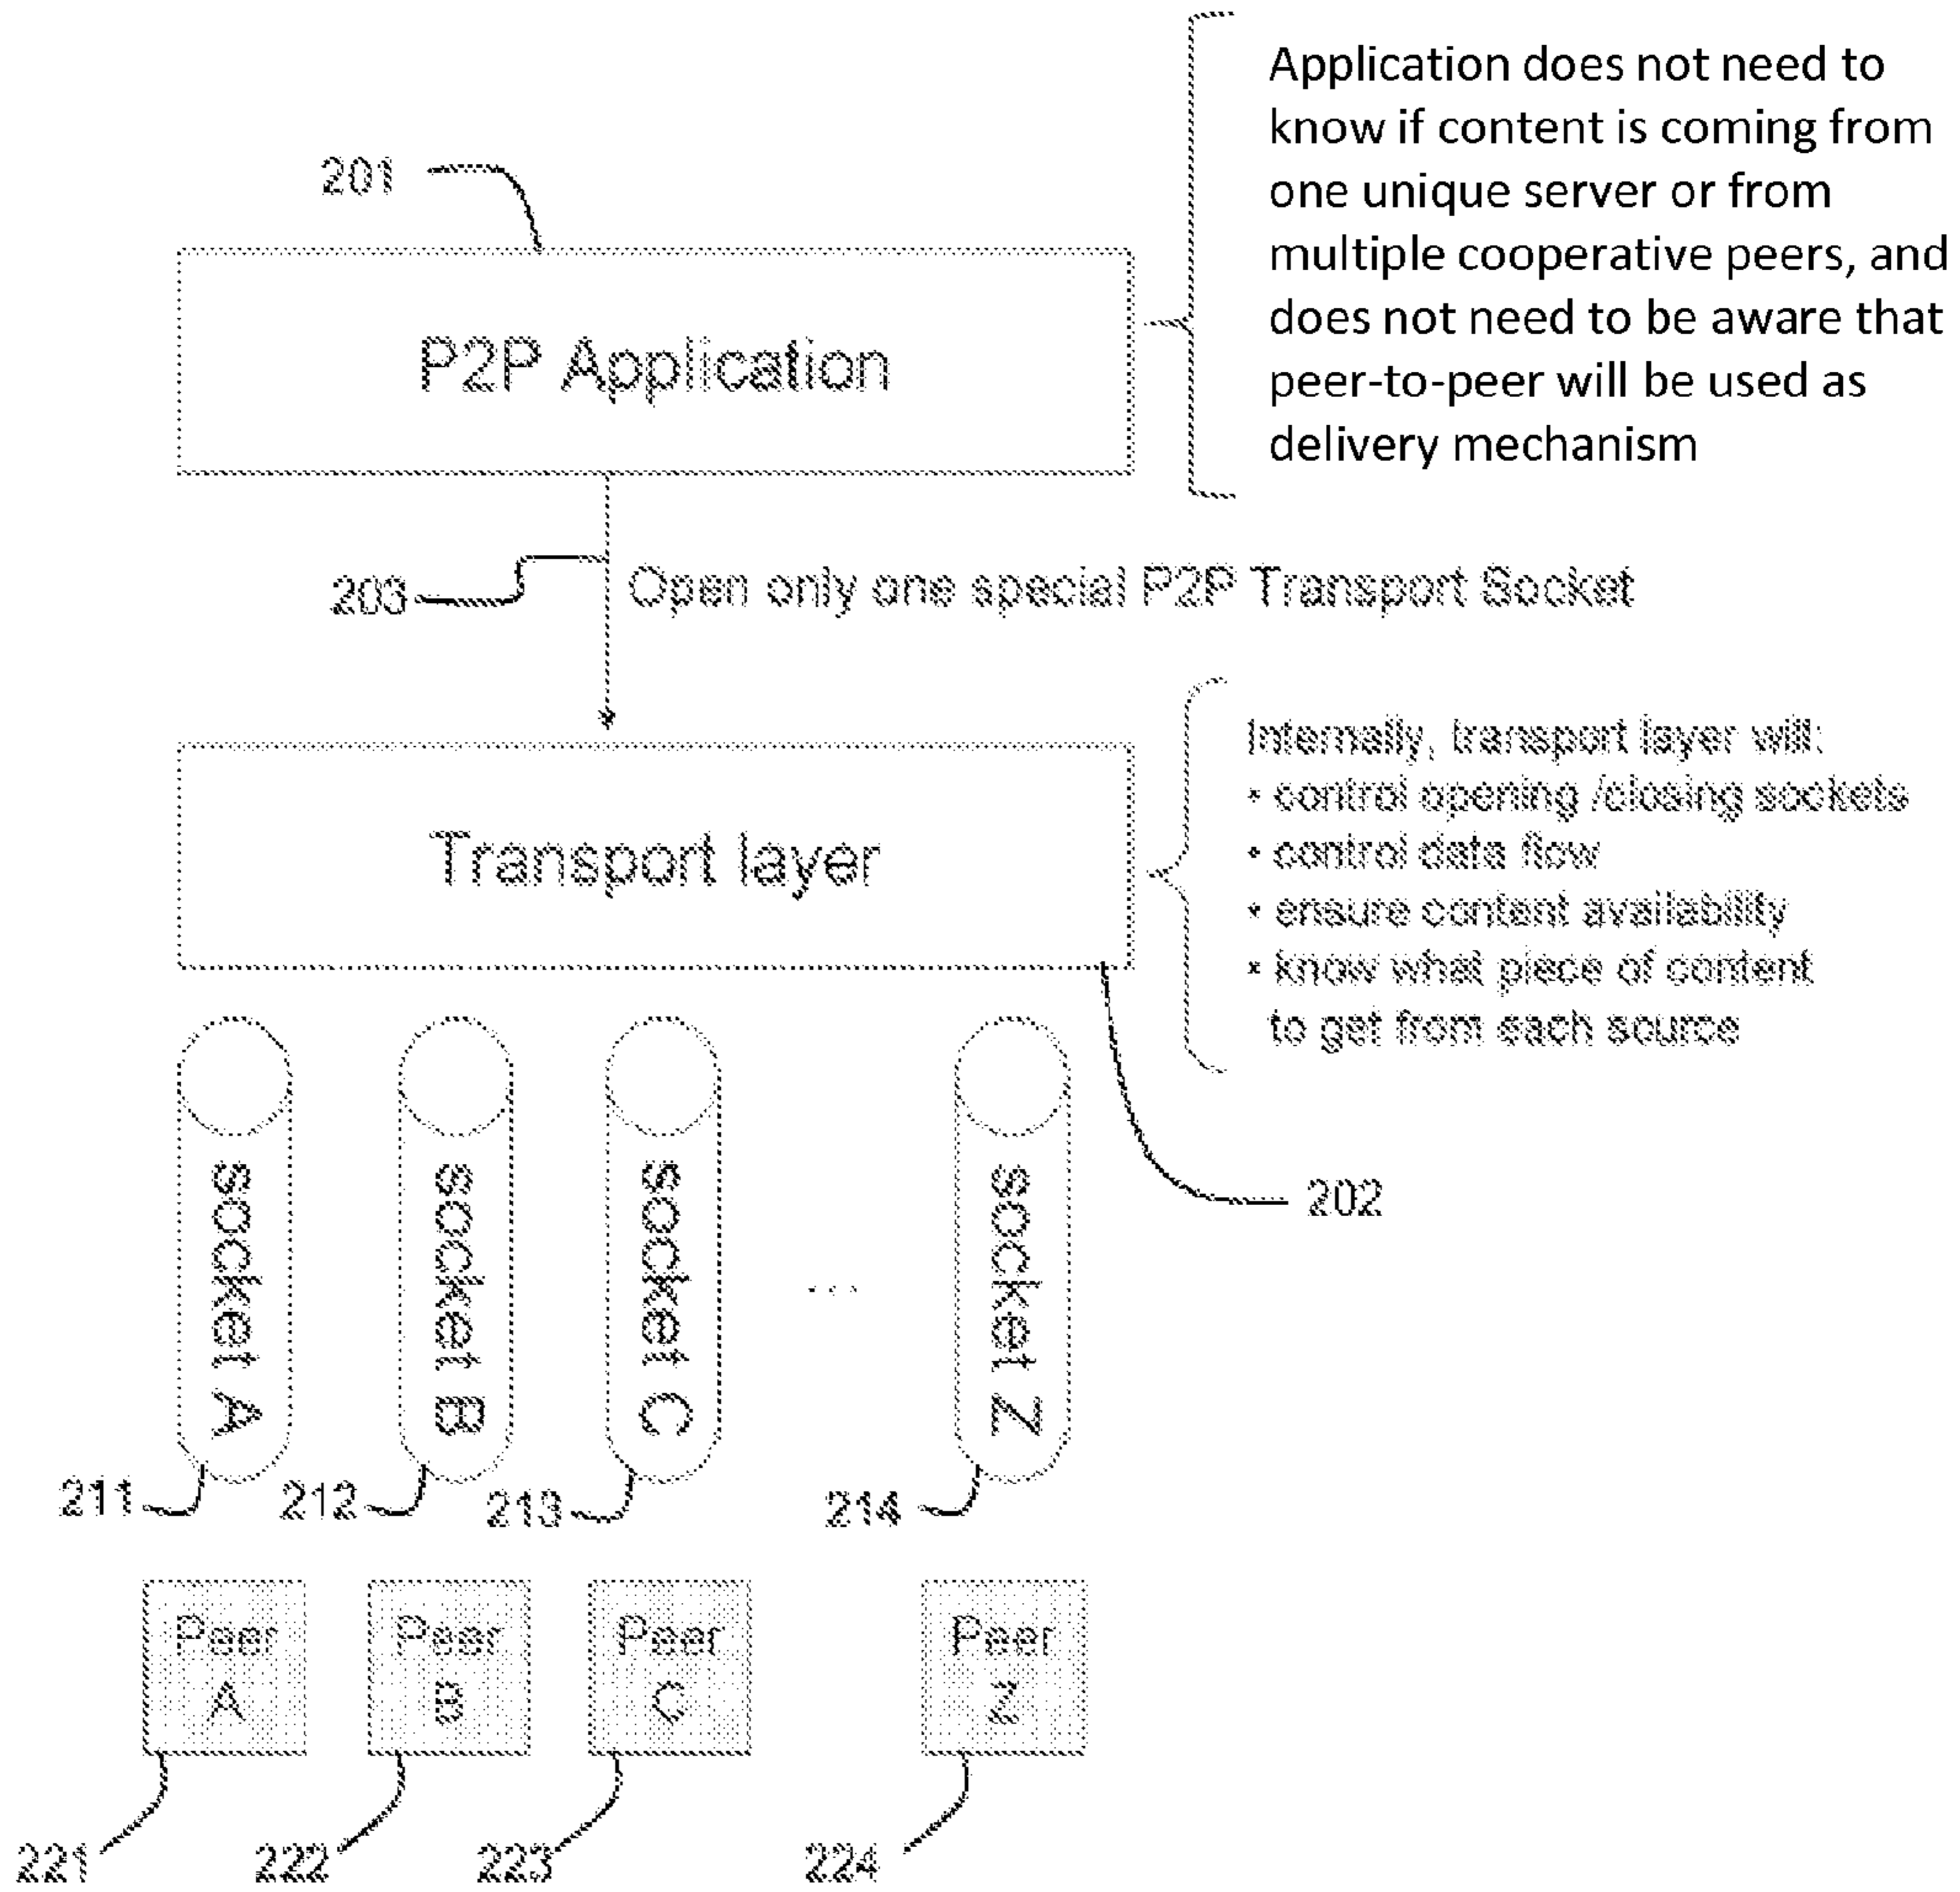 Application does not need to
know if content is coming from
one unique server or from
multiple cooperative peers, and
does not need to be aware that
peer-to-peer will be used as
delivery mechanism
201
P2P Application
203
Open only one special P2P Transport Socket
Transport layer
Internally, transport layer will:
• control opening /closing sockets
• control data flow
• ensure content availability
• know what piece of content
to get from each source
202
socket A
socket B
socket C
...
socket Z
211
212
213
214
Peer
A
Peer
B
Peer
C
Peer
Z
221
222
223
224